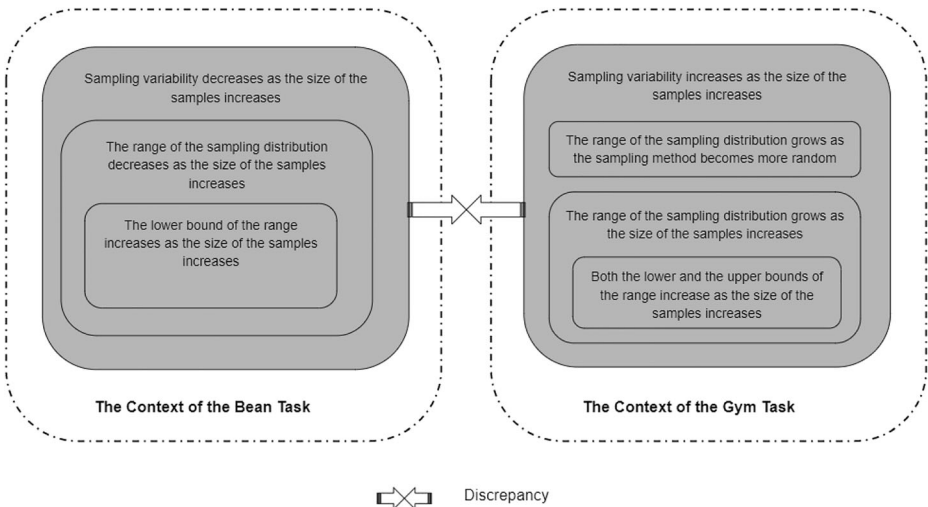 Sampling variability decreases as the size of the
samples increases
The range of the sampling distribution
decreases as the size of the samples
increases
The lower bound of the range
increases as the size of the samples
increases
The Context of the Bean Task
Sampling variability increases as the size of the
samples increases
The range of the sampling distribution grows as
the sampling method becomes more random
The range of the sampling distribution grows as
the size of the samples increases
Both the lower and the upper bounds of
the range increase as the size of the
samples increases
The Context of the Gym Task
Discrepancy